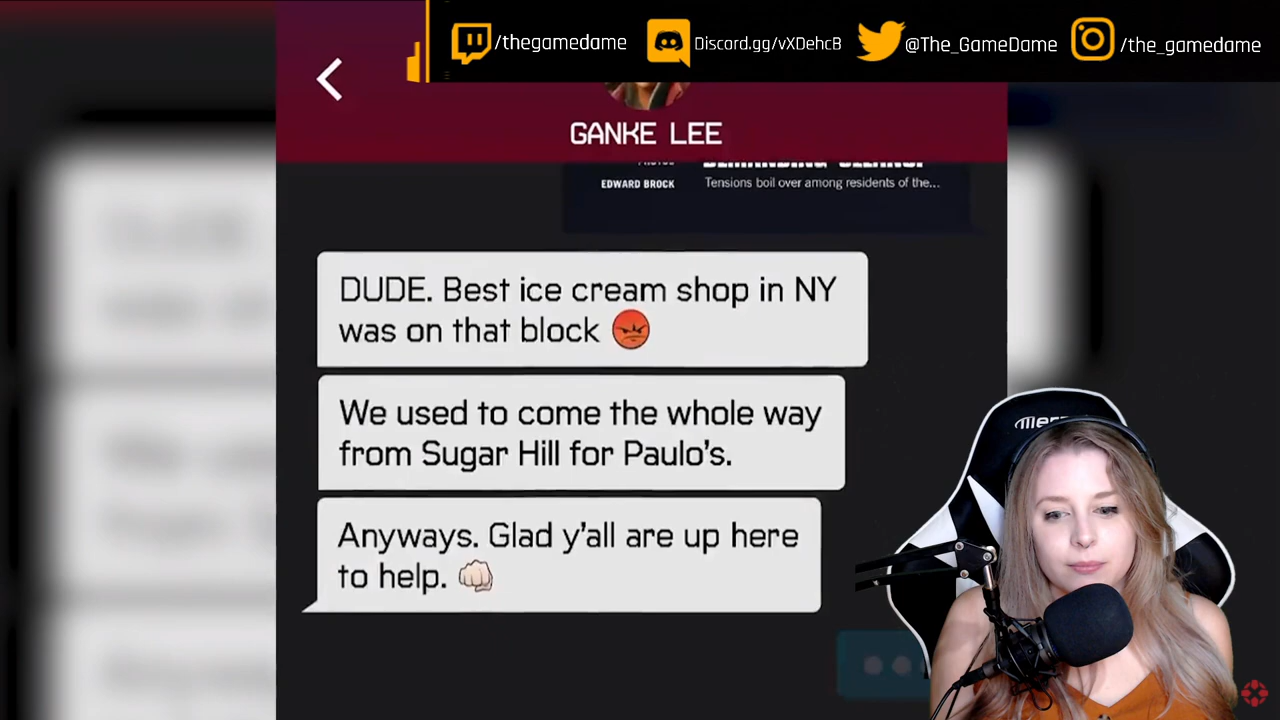 /thegamedame Discord.gg/vXDehcB @The_GameDame /the_gamedame
GANKE LEE
EDWARD BROCK Tensions boil over among residents of the...
DUDE. Best ice cream shop in NY
was on that block 😡
We used to come the whole way
from Sugar Hill for Paulo's.
Anyways. Glad y'all are up here
to help. 👊🏻